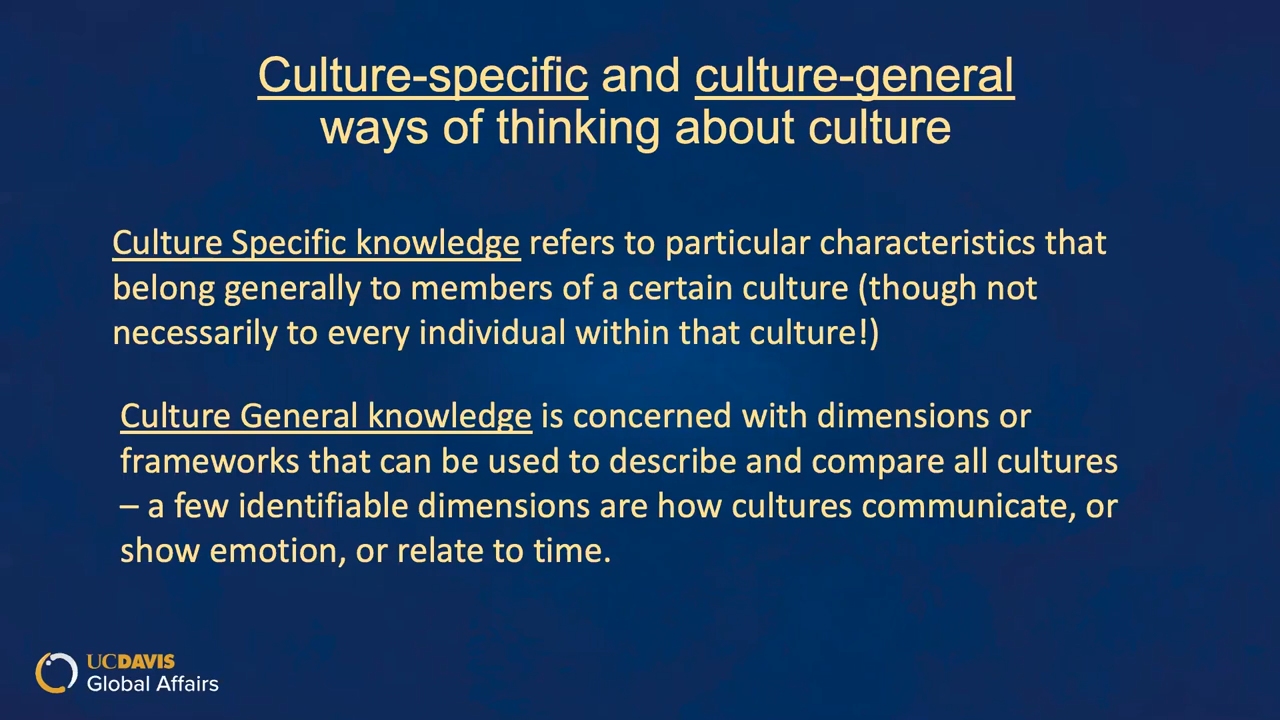 Culture-specific and culture-general
ways of thinking about culture
Culture Specific knowledge refers to particular characteristics that
belong generally to members of a certain culture (though not
necessarily to every individual within that culture!)
Culture General knowledge is concerned with dimensions or
frameworks that can be used to describe and compare all cultures
– a few identifiable dimensions are how cultures communicate, or
show emotion, or relate to time.
UCDAVIS
Global Affairs